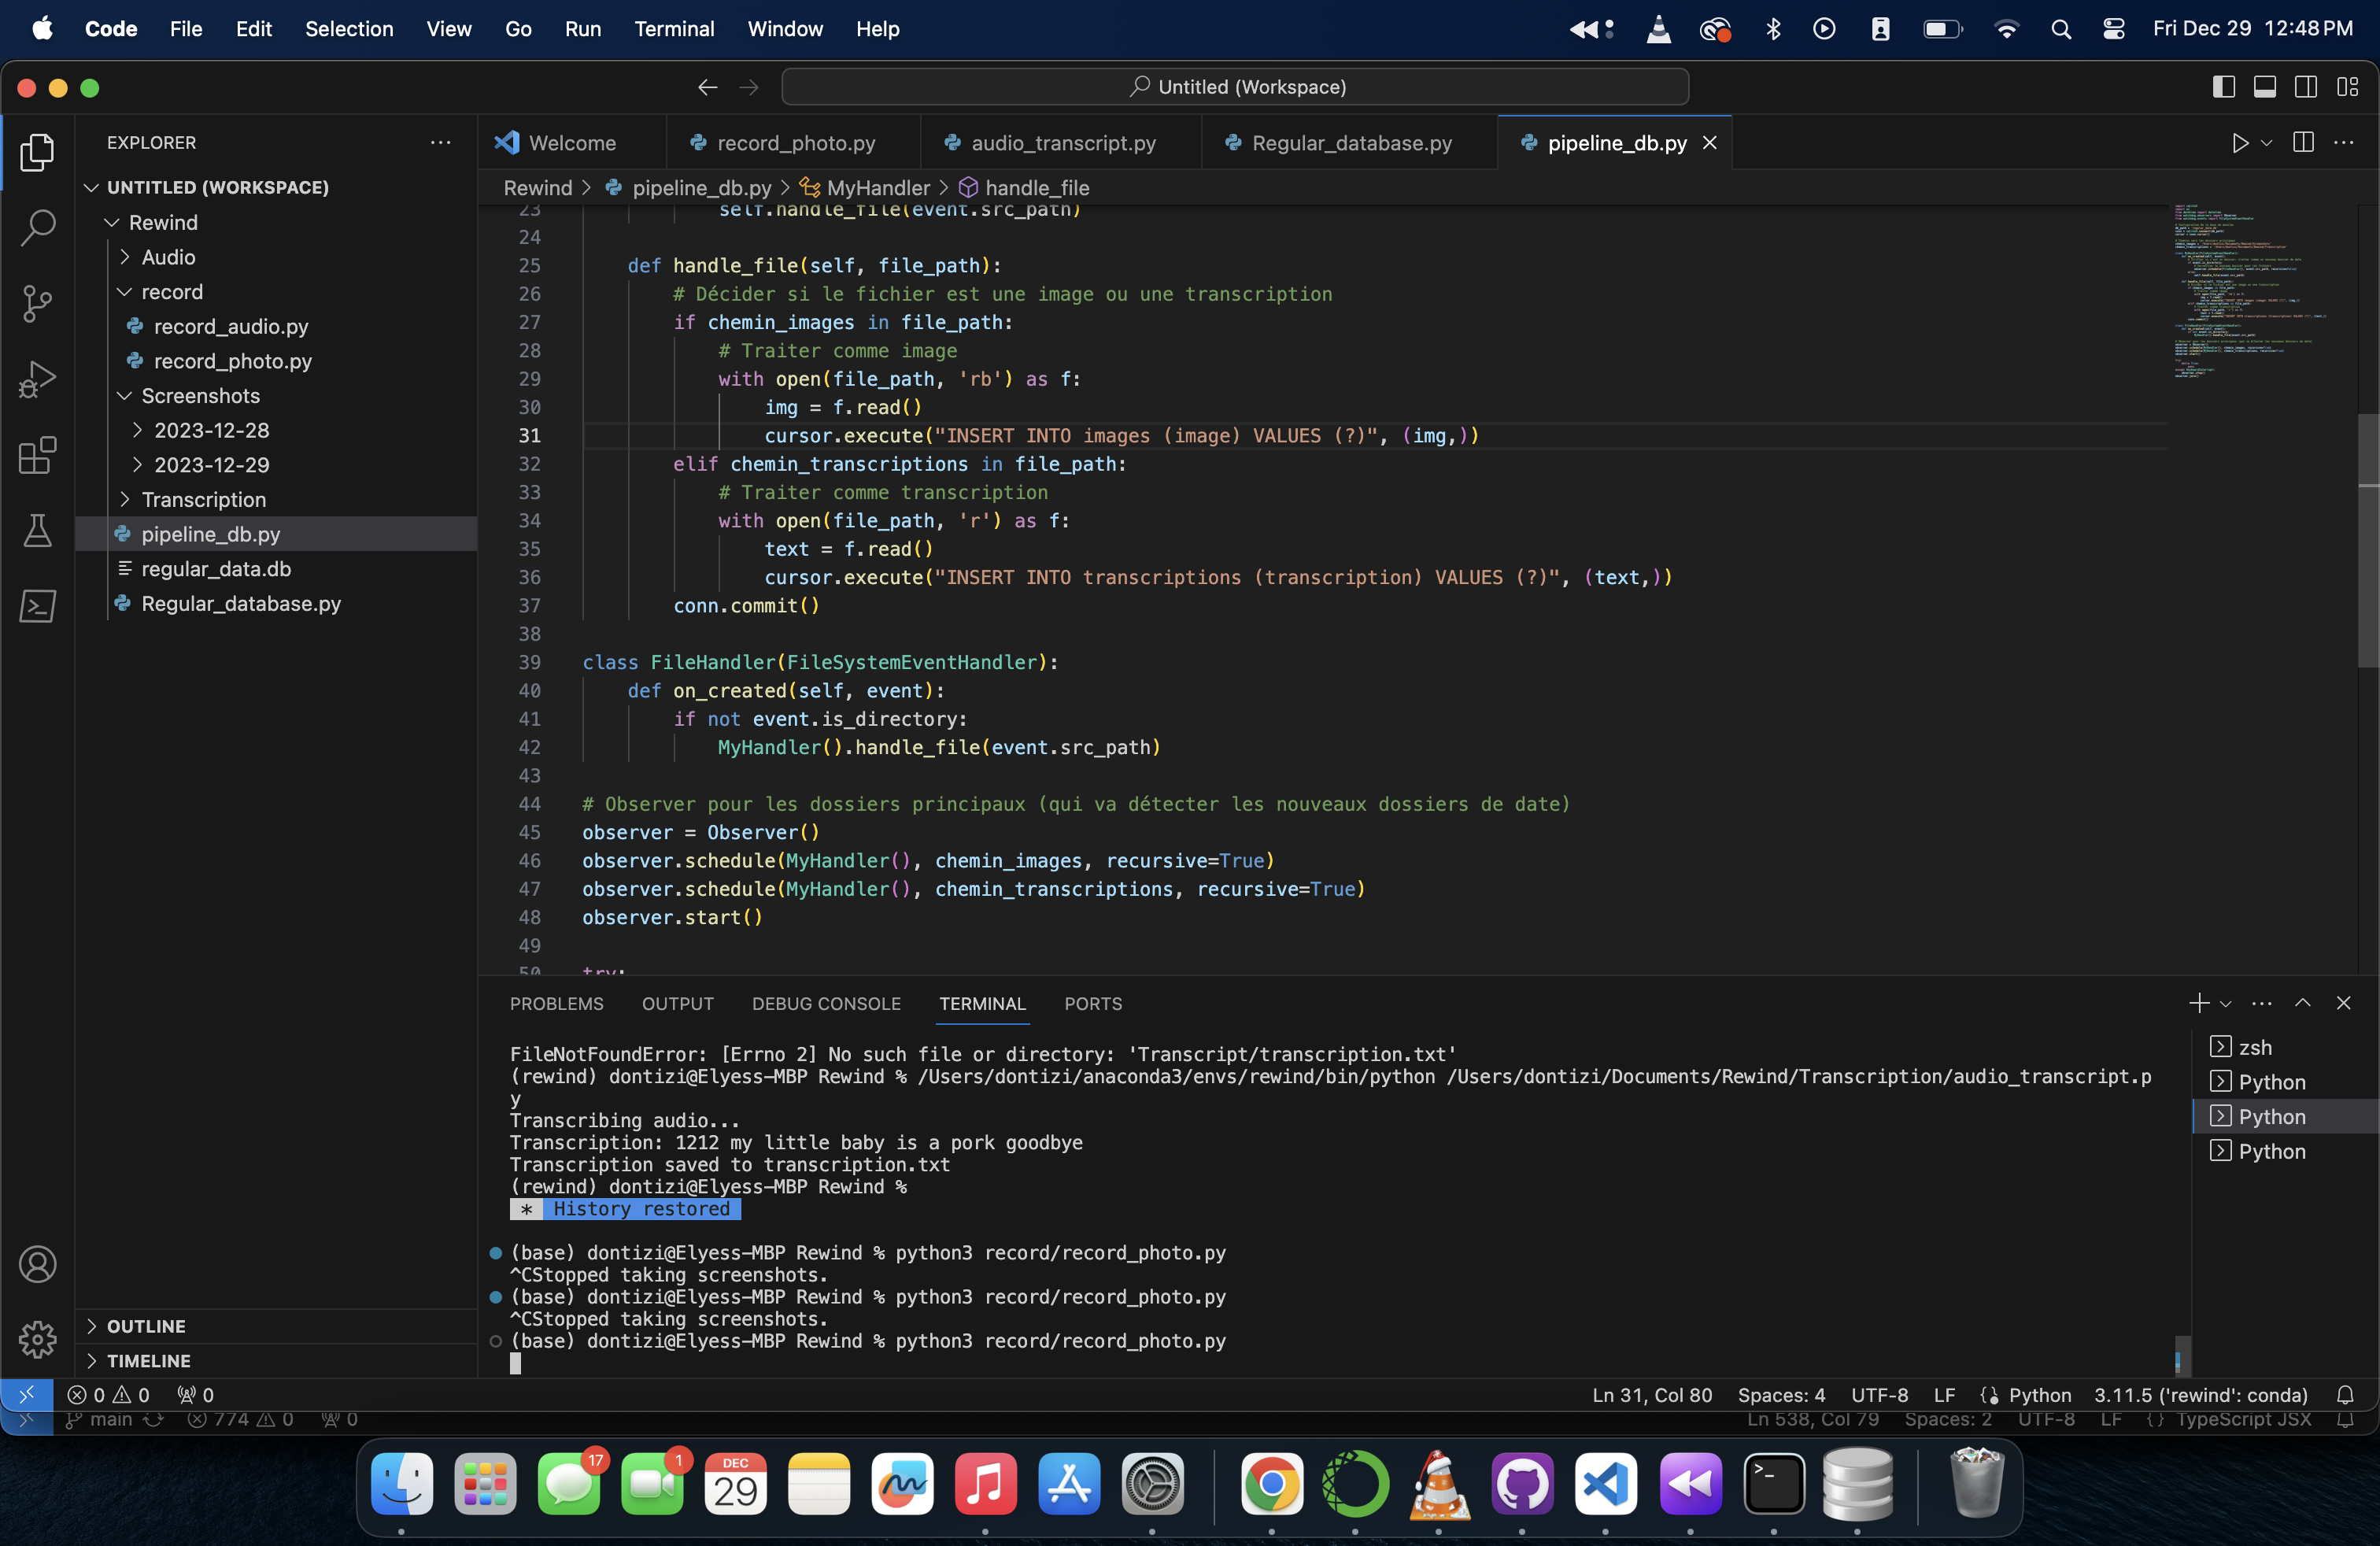 Code File Edit Selection View Go Run Terminal Window Help Fri Dec 29 12:48 PM
Untitled (Workspace)
EXPLORER
UNTITLED (WORKSPACE)
Rewind
Audio
record
record_audio.py
record_photo.py
Screenshots
2023-12-28
2023-12-29
Transcription
pipeline_db.py
regular_data.db
Regular_database.py
OUTLINE
TIMELINE
Welcome record_photo.py audio_transcript.py Regular_database.py pipeline_db.py
Rewind > pipeline_db.py > MyHandler > handle_file
23 self.handle_file(event.src_path)
24
25 def handle_file(self, file_path):
26 # Décider si le fichier est une image ou une transcription
27 if chemin_images in file_path:
28 # Traiter comme image
29 with open(file_path, 'rb') as f:
30 img = f.read()
31 cursor.execute("INSERT INTO images (image) VALUES (?)", (img,))
32 elif chemin_transcriptions in file_path:
33 # Traiter comme transcription
34 with open(file_path, 'r') as f:
35 text = f.read()
36 cursor.execute("INSERT INTO transcriptions (transcription) VALUES (?)", (text,))
37 conn.commit()
38
39 class FileHandler(FileSystemEventHandler):
40 def on_created(self, event):
41 if not event.is_directory:
42 MyHandler().handle_file(event.src_path)
43
44 # Observer pour les dossiers principaux (qui va détecter les nouveaux dossiers de date)
45 observer = Observer()
46 observer.schedule(MyHandler(), chemin_images, recursive=True)
47 observer.schedule(MyHandler(), chemin_transcriptions, recursive=True)
48 observer.start()
49
50 try:
PROBLEMS OUTPUT DEBUG CONSOLE TERMINAL PORTS
FileNotFoundError: [Errno 2] No such file or directory: 'Transcript/transcription.txt'
(rewind) dontizi@Elyess-MBP Rewind % /Users/dontizi/anaconda3/envs/rewind/bin/python /Users/dontizi/Documents/Rewind/Transcription/audio_transcript.p
y
Transcribing audio...
Transcription: 1212 my little baby is a pork goodbye
Transcription saved to transcription.txt
(rewind) dontizi@Elyess-MBP Rewind %
* History restored
(base) dontizi@Elyess-MBP Rewind % python3 record/record_photo.py
^CStopped taking screenshots.
(base) dontizi@Elyess-MBP Rewind % python3 record/record_photo.py
^CStopped taking screenshots.
(base) dontizi@Elyess-MBP Rewind % python3 record/record_photo.py
zsh
Python
Python
Python
0 0 0 Ln 31, Col 80 Spaces: 4 UTF-8 LF Python 3.11.5 ('rewind': conda)
main 774 0 0 Ln 538, Col 79 Spaces: 2 UTF-8 LF {} TypeScript JSX
17 1 DEC 29